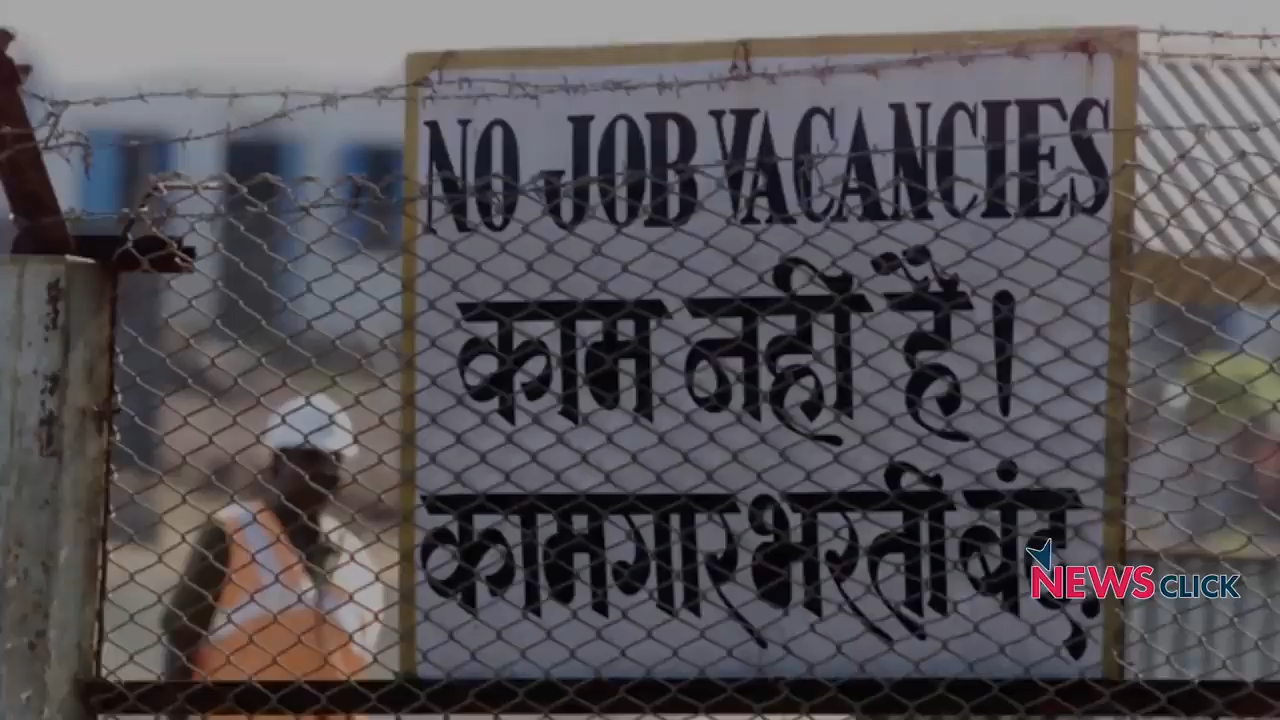 NO JOB VACANCIES
काम नहीं हैं।
कामगार भरती बंद
NEWSCLICK